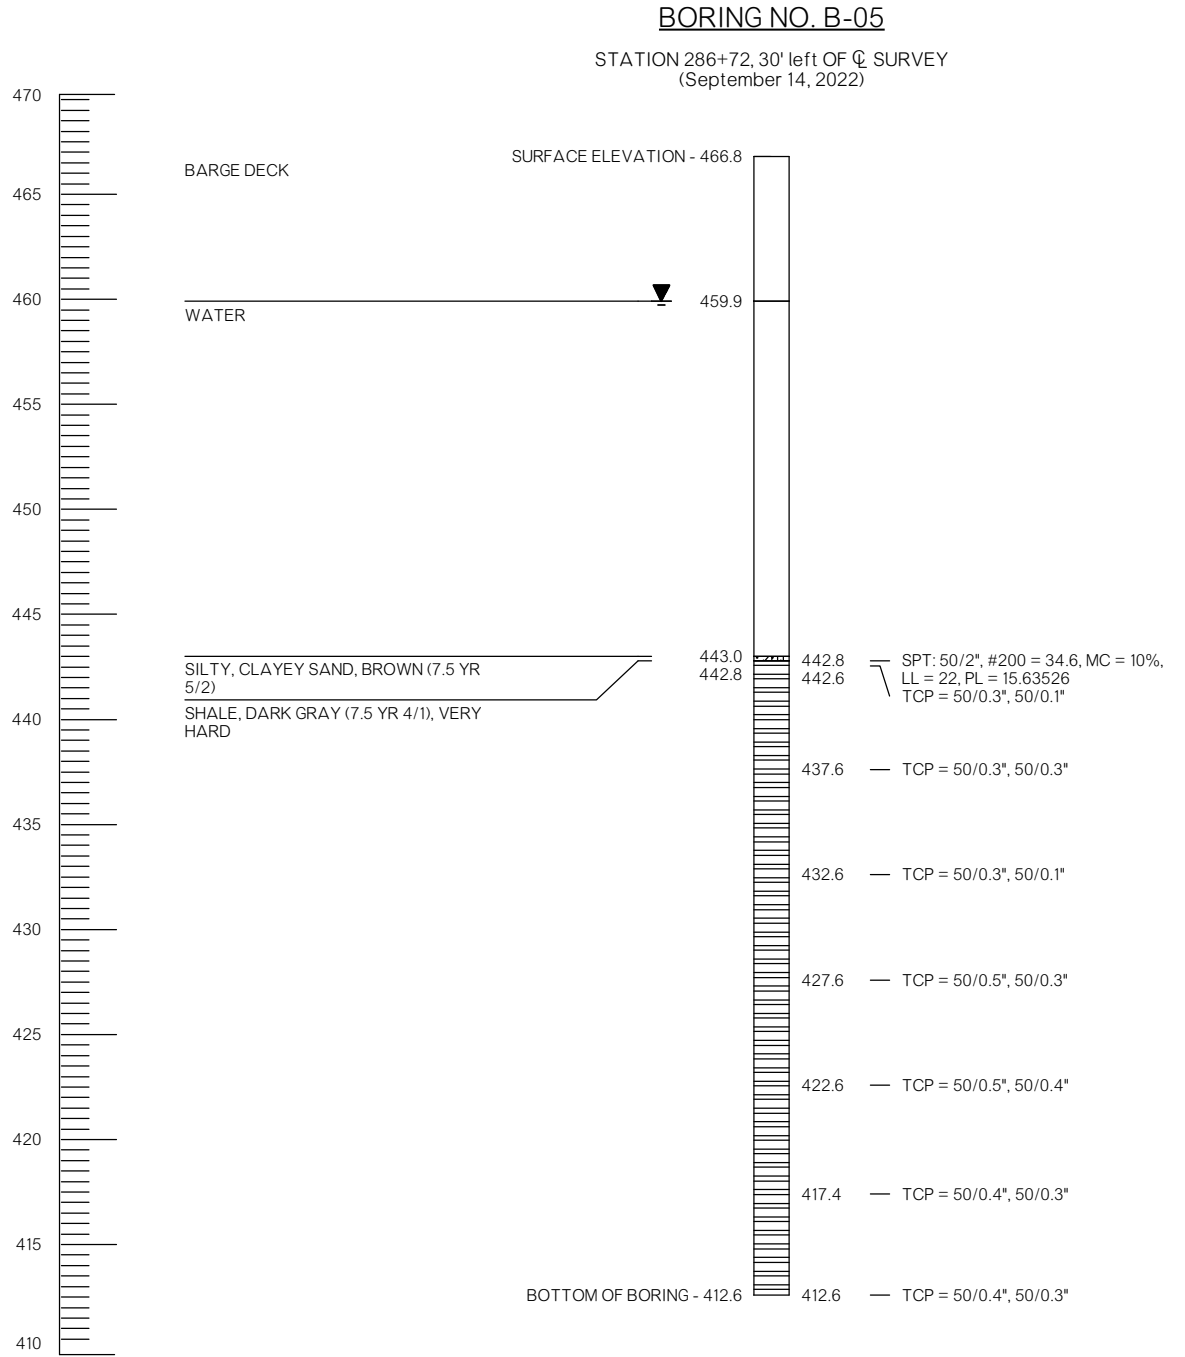 BORING NO. B-05
STATION 286+72, 30' left OF ℄ SURVEY
(September 14, 2022)
470
SURFACE ELEVATION - 466.8
BARGE DECK
465
460
459.9
WATER
455
450
445
443.0
442.8
SPT: 50/2", #200 = 34.6, MC = 10%,
SILTY, CLAYEY SAND, BROWN (7.5 YR
5/2)
442.8
442.6
LL = 22, PL = 15.63526
TCP = 50/0.3", 50/0.1"
SHALE, DARK GRAY (7.5 YR 4/1), VERY
HARD
440
437.6
TCP = 50/0.3", 50/0.3"
435
432.6
TCP = 50/0.3", 50/0.1"
430
427.6
TCP = 50/0.5", 50/0.3"
425
422.6
TCP = 50/0.5", 50/0.4"
420
417.4
TCP = 50/0.4", 50/0.3"
415
BOTTOM OF BORING - 412.6
412.6
TCP = 50/0.4", 50/0.3"
410